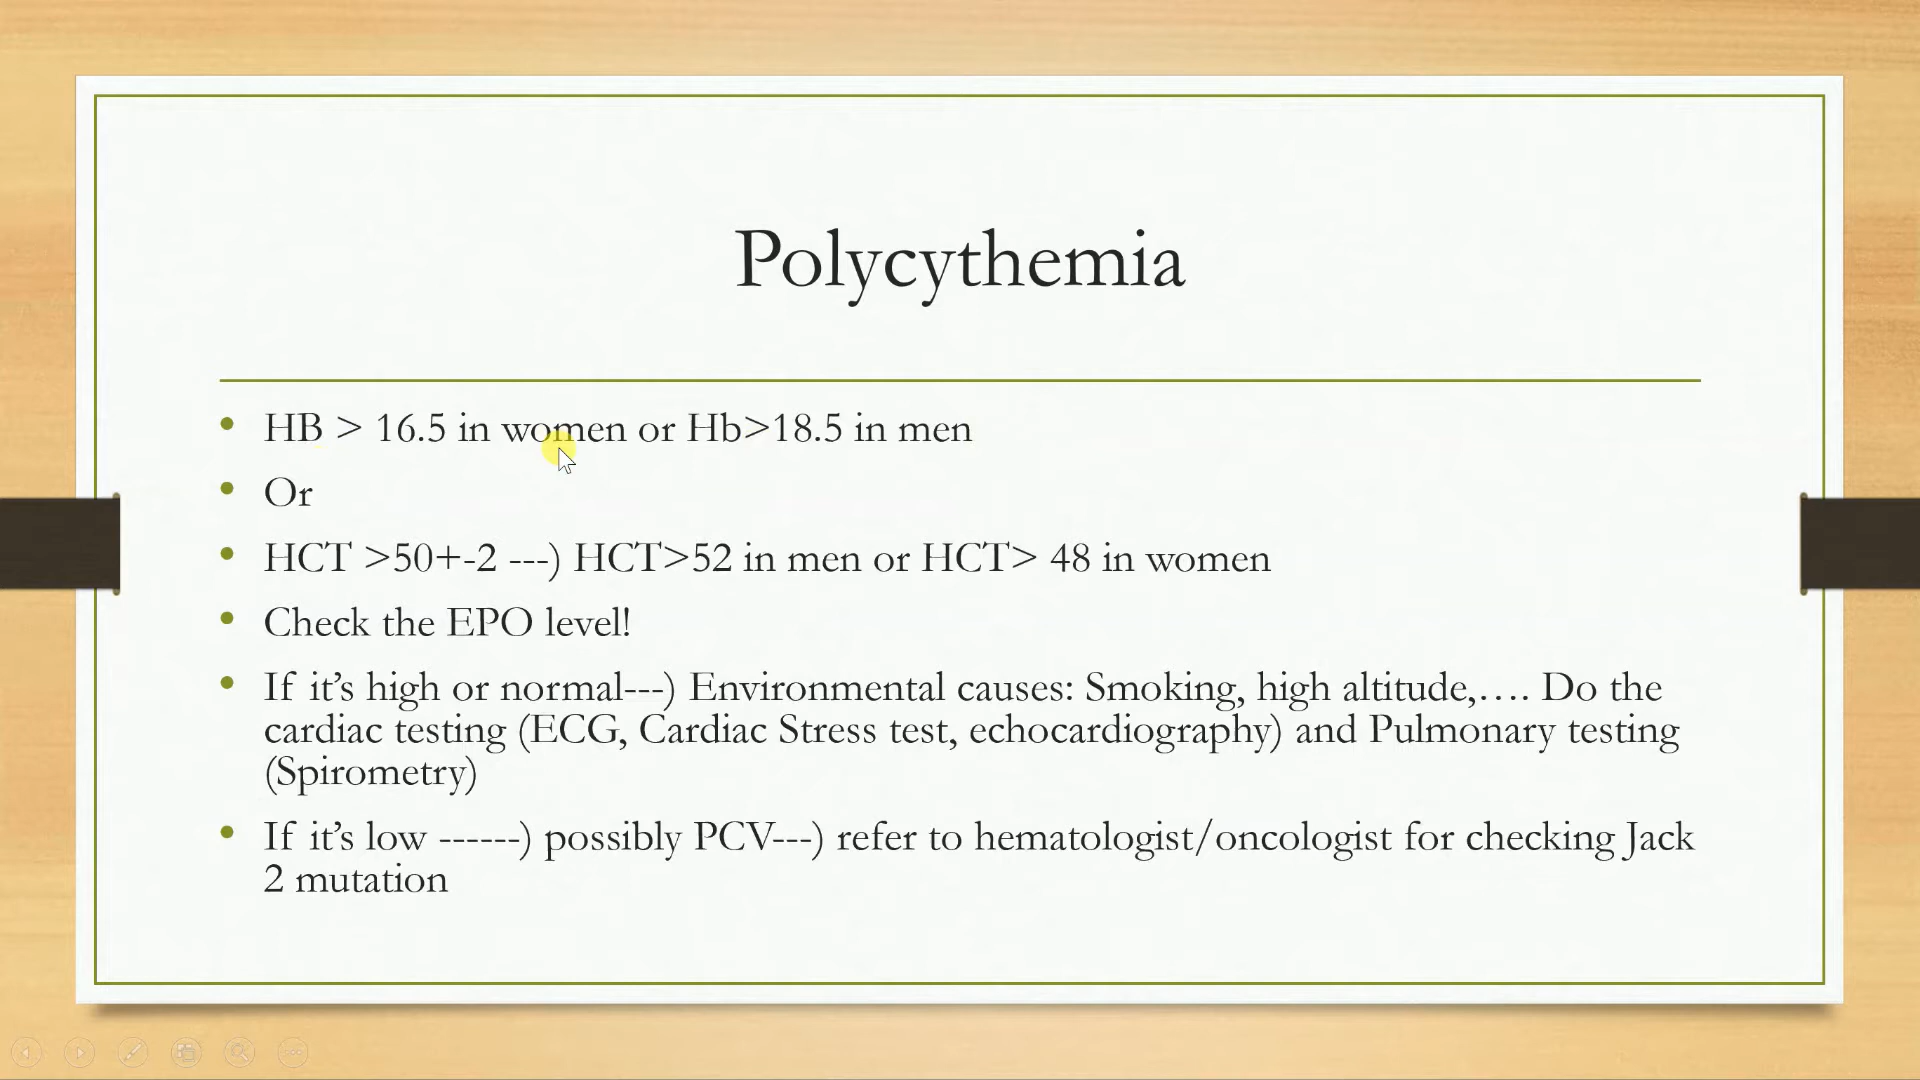 Polycythemia
HB > 16.5 in women or Hb>18.5 in men
Or
HCT >50+-2 ---) HCT>52 in men or HCT> 48 in women
Check the EPO level!
If it’s high or normal---) Environmental causes: Smoking, high altitude,…. Do the
cardiac testing (ECG, Cardiac Stress test, echocardiography) and Pulmonary testing
(Spirometry)
If it’s low ------) possibly PCV---) refer to hematologist/oncologist for checking Jack
2 mutation